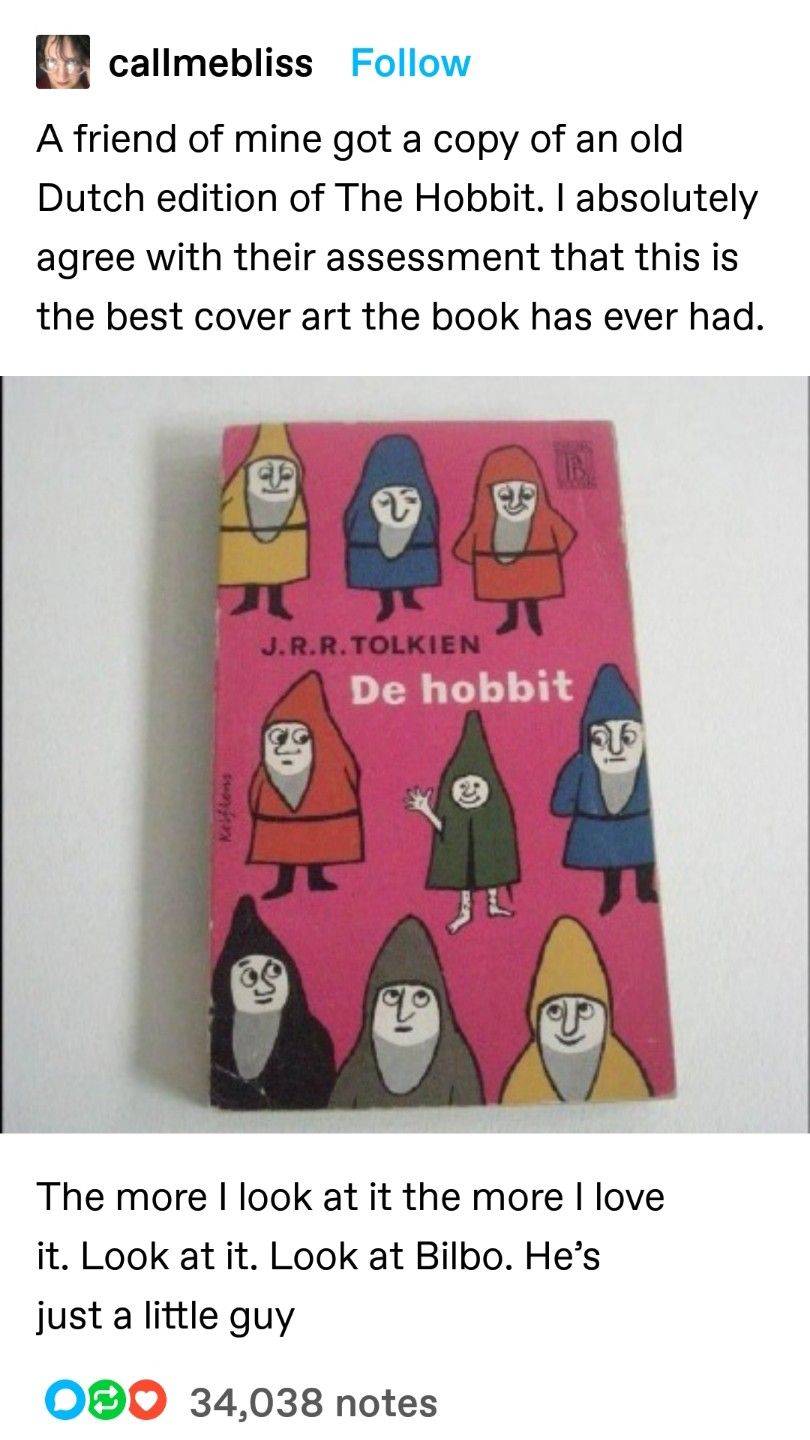 callmebliss Follow
A friend of mine got a copy of an old
Dutch edition of The Hobbit. I absolutely
agree with their assessment that this is
the best cover art the book has ever had.
J.R.R.TOLKIEN
De hobbit
The more I look at it the more I love
it. Look at it. Look at Bilbo. He’s
just a little guy
34,038 notes